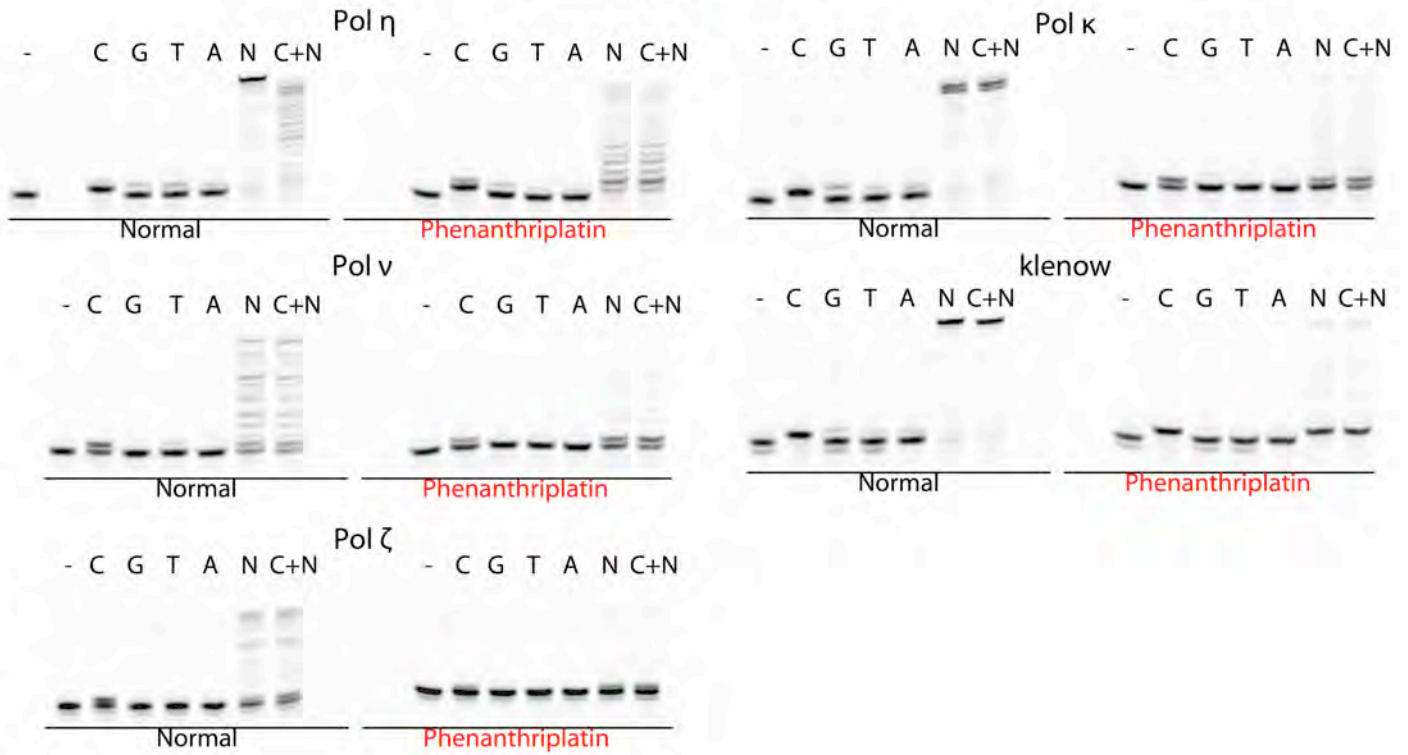 Pol η
- C G T A N C+N - C G T A N C+N
Normal Phenanthriplatin
Pol κ
- C G T A N C+N - C G T A N C+N
Normal Phenanthriplatin
Pol ν
- C G T A N C+N - C G T A N C+N
Normal Phenanthriplatin
klenow
- C G T A N C+N - C G T A N C+N
Normal Phenanthriplatin
Pol ζ
- C G T A N C+N - C G T A N C+N
Normal Phenanthriplatin